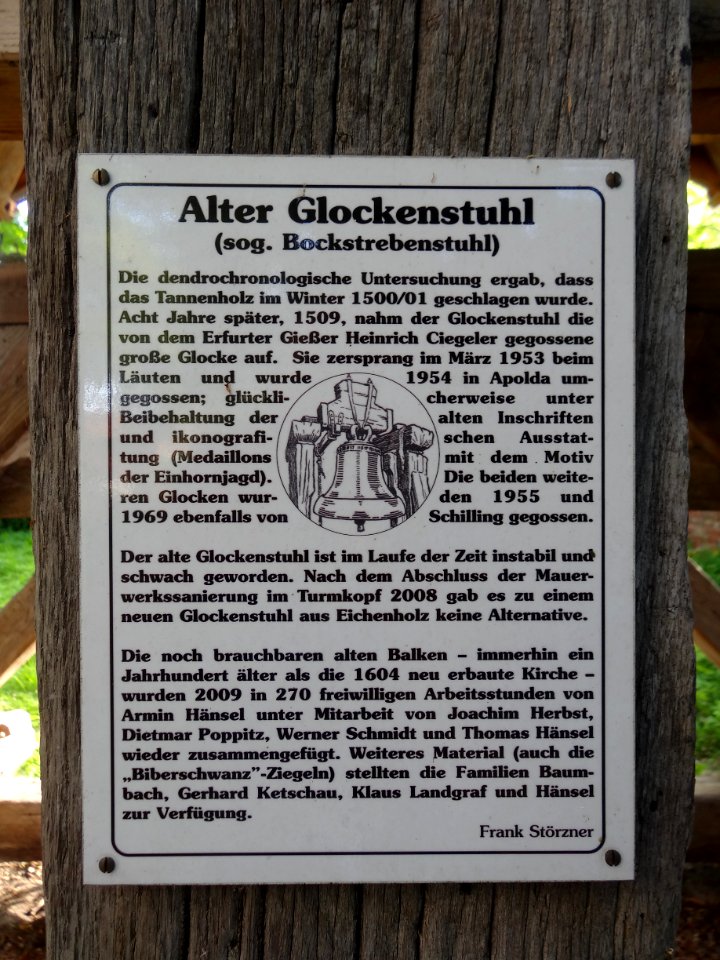 Alter Glockenstuhl
(sog. Bockstrebenstuhl)
Die dendrochronologische Untersuchung ergab, dass
das Tannenholz im Winter 1500/01 geschlagen wurde.
Acht Jahre später, 1509, nahm der Glockenstuhl die
von dem Erfurter Gießer Heinrich Ciegeler gegossene
große Glocke auf. Sie zersprang im März 1953 beim
Läuten und wurde 1954 in Apolda um-
gegossen; glückli- cherweise unter
Beibehaltung der alten Inschriften
und ikonografi- schen Ausstat-
tung (Medaillons mit dem Motiv
der Einhornjagd). Die beiden weite-
ren Glocken wur- den 1955 und
1969 ebenfalls von Schilling gegossen.
Der alte Glockenstuhl ist im Laufe der Zeit instabil und
schwach geworden. Nach dem Abschluss der Mauer-
werkssanierung im Turmkopf 2008 gab es zu einem
neuen Glockenstuhl aus Eichenholz keine Alternative.
Die noch brauchbaren alten Balken – immerhin ein
Jahrhundert älter als die 1604 neu erbaute Kirche –
wurden 2009 in 270 freiwilligen Arbeitsstunden von
Armin Hänsel unter Mitarbeit von Joachim Herbst,
Dietmar Poppitz, Werner Schmidt und Thomas Hänsel
wieder zusammengefügt. Weiteres Material (auch die
„Biberschwanz”-Ziegeln) stellten die Familien Baum-
bach, Gerhard Ketschau, Klaus Landgraf und Hänsel
zur Verfügung.
Frank Störzner